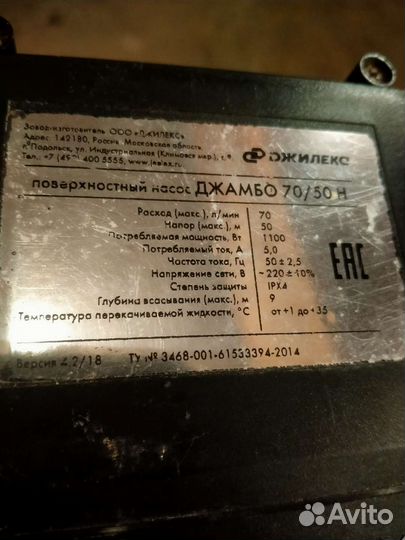 Завод-изготовитель ООО «ДЖИЛЕКС»
Адрес: 142180, Россия, Московская область,
г.Подольск, ул. Индустриальная (Климовск мкр.),
Тел.: +7 (499) 400 5555, www.jeelex.ru
ДЖИЛЕКС
поверхностный насос ДЖАМБО 70/50 Н
Расход (макс.), л/мин 70
Напор (макс.), м 50
Потребляемая мощность, Вт 1100
Потребляемый ток, А 5,0
Частота тока, Гц 50 ± 2,5
Напряжение сети, В ~220 ± 10%
Степень защиты IPX4
Глубина всасывания (макс.), м 9
Температура перекачиваемой жидкости, °С от +1 до +35
EAC
Версия 4.2/18 ТУ № 3468-001-61533394-2014
Avito